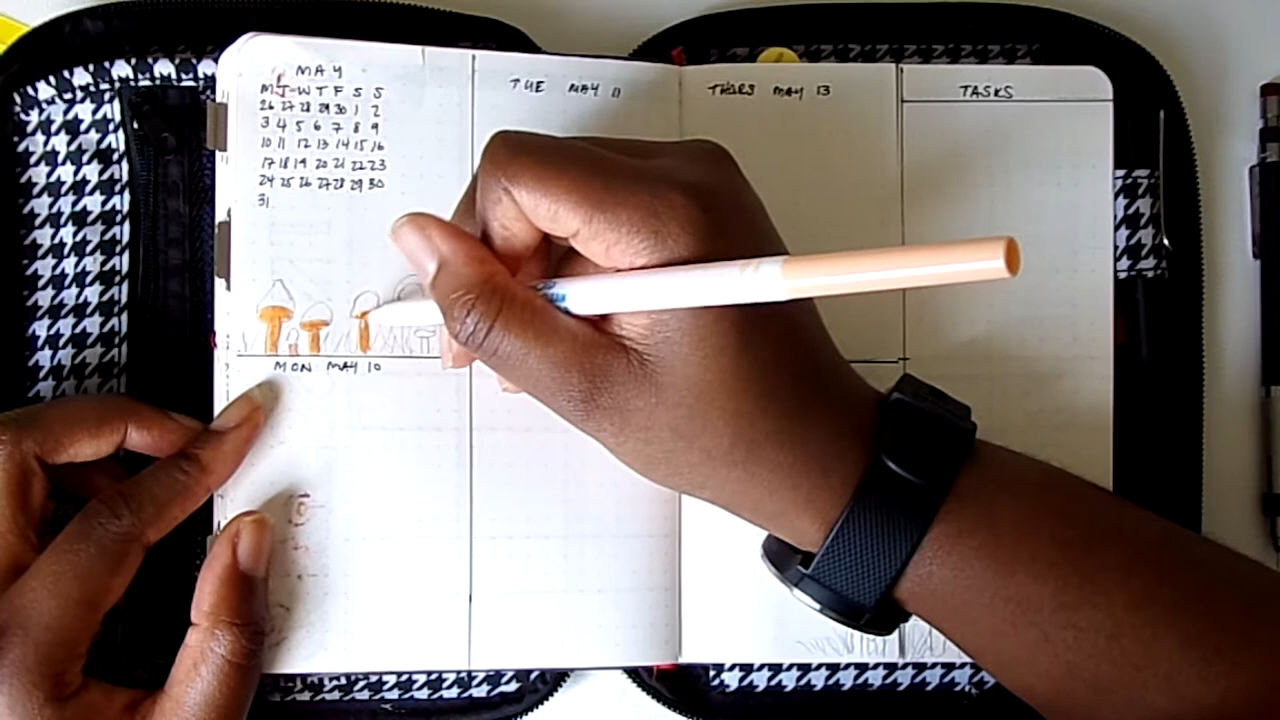 MAY
M T W T F S S
26 27 28 29 30 1 2
3 4 5 6 7 8 9
10 11 12 13 14 15 16
17 18 19 20 21 22 23
24 25 26 27 28 29 30
31
MON MAY 10
TUE MAY 11
THURS MAY 13
TASKS